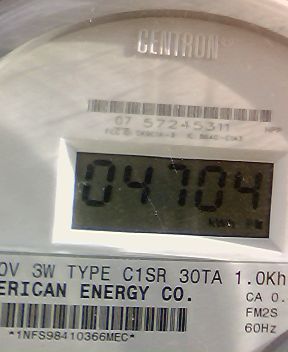 CENTRON
07 57245311
04704
KWH
0V 3W TYPE C1SR 30TA 1.0Kh
ERICAN ENERGY CO.
CA 0.
FM2S
*1NFS98410366MEC*
60Hz